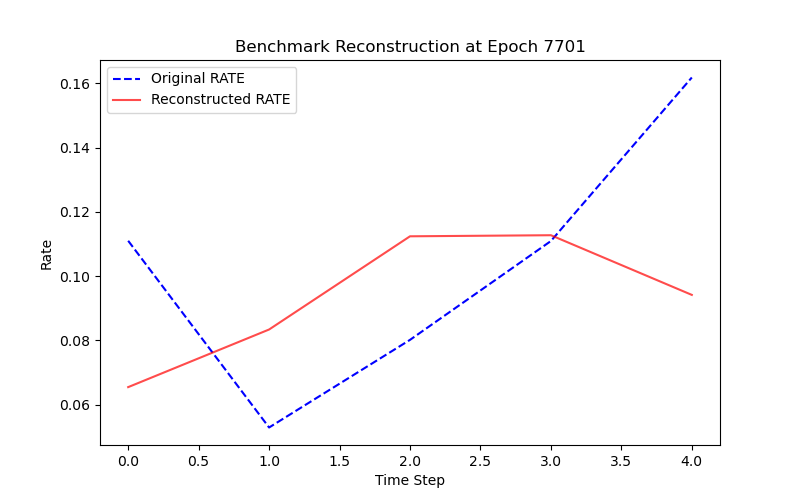 Benchmark Reconstruction at Epoch 7701
Original RATE
Reconstructed RATE
0.16
0.14
0.12
0.10
0.08
0.06
Rate
0.0 0.5 1.0 1.5 2.0 2.5 3.0 3.5 4.0
Time Step